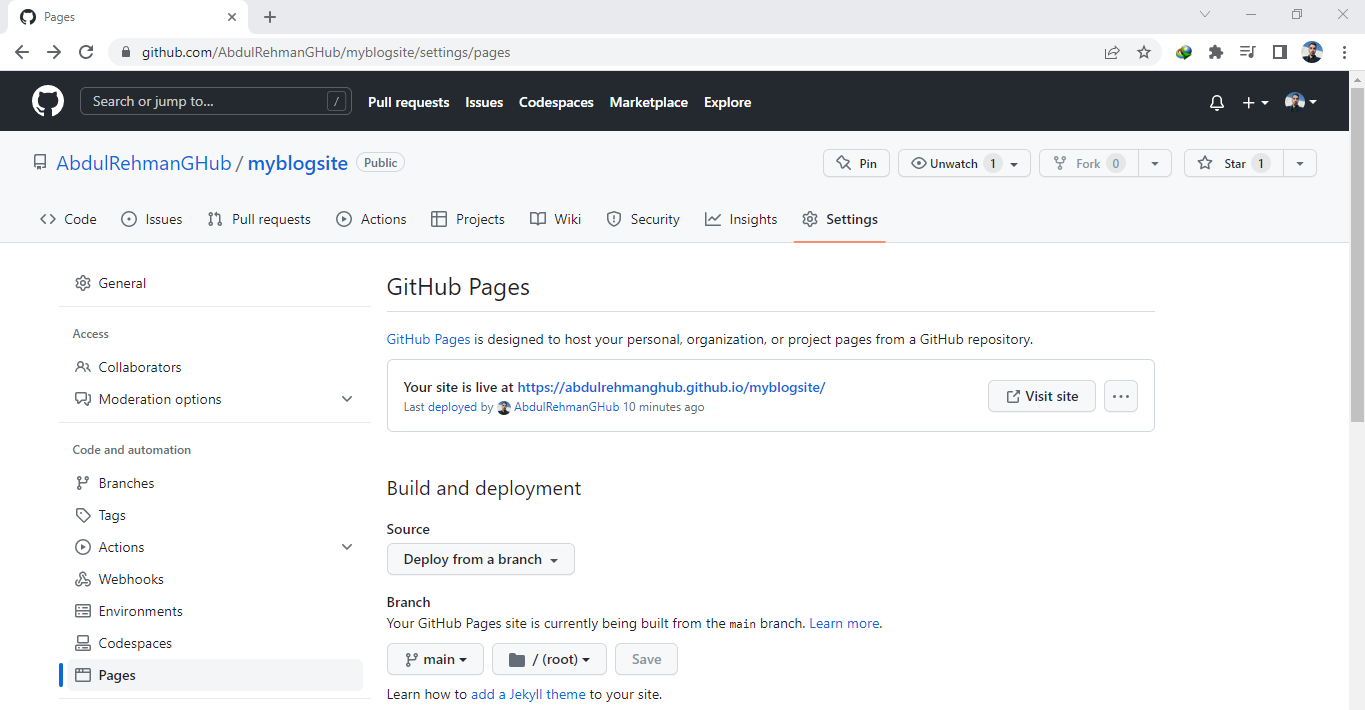 Pages
github.com/AbdulRehmanGHub/myblogsite/settings/pages
Search or jump to... /
Pull requests Issues Codespaces Marketplace Explore
AbdulRehmanGHub / myblogsite Public
Pin Unwatch 1 Fork 0 Star 1
Code Issues Pull requests Actions Projects Wiki Security Insights Settings
General
Access
Collaborators
Moderation options
Code and automation
Branches
Tags
Actions
Webhooks
Environments
Codespaces
Pages
GitHub Pages
GitHub Pages is designed to host your personal, organization, or project pages from a GitHub repository.
Your site is live at https://abdulrehmanghub.github.io/myblogsite/
Last deployed by AbdulRehmanGHub 10 minutes ago
Visit site
Build and deployment
Source
Deploy from a branch
Branch
Your GitHub Pages site is currently being built from the main branch. Learn more.
main / (root) Save
Learn how to add a Jekyll theme to your site.